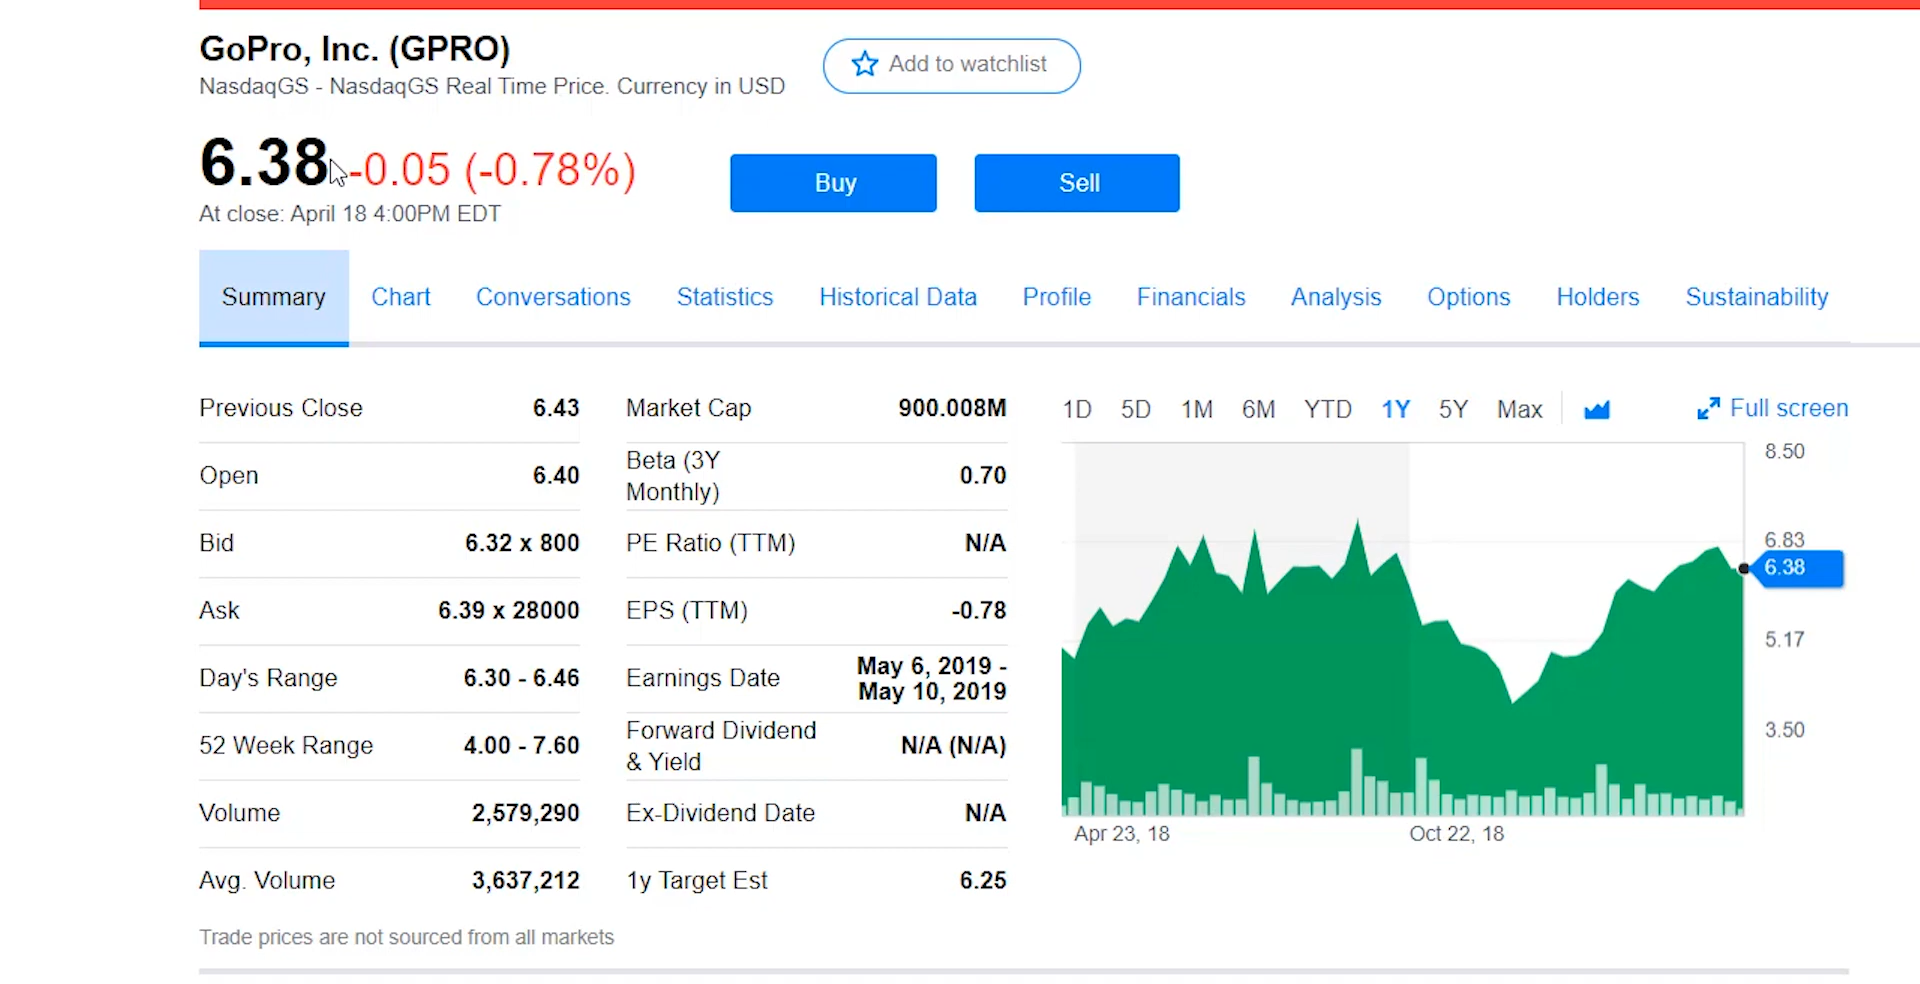 GoPro, Inc. (GPRO)
NasdaqGS - NasdaqGS Real Time Price. Currency in USD
Add to watchlist
6.38 -0.05 (-0.78%)
At close: April 18 4:00PM EDT
Buy
Sell
Summary Chart Conversations Statistics Historical Data Profile Financials Analysis Options Holders Sustainability
Previous Close 6.43
Open 6.40
Bid 6.32 x 800
Ask 6.39 x 28000
Day's Range 6.30 - 6.46
52 Week Range 4.00 - 7.60
Volume 2,579,290
Avg. Volume 3,637,212
Market Cap 900.008M
Beta (3Y
Monthly) 0.70
PE Ratio (TTM) N/A
EPS (TTM) -0.78
Earnings Date May 6, 2019 -
May 10, 2019
Forward Dividend
& Yield N/A (N/A)
Ex-Dividend Date N/A
1y Target Est 6.25
1D 5D 1M 6M YTD 1Y 5Y Max Full screen
8.50
6.83
6.38
5.17
3.50
Apr 23, 18 Oct 22, 18
Trade prices are not sourced from all markets